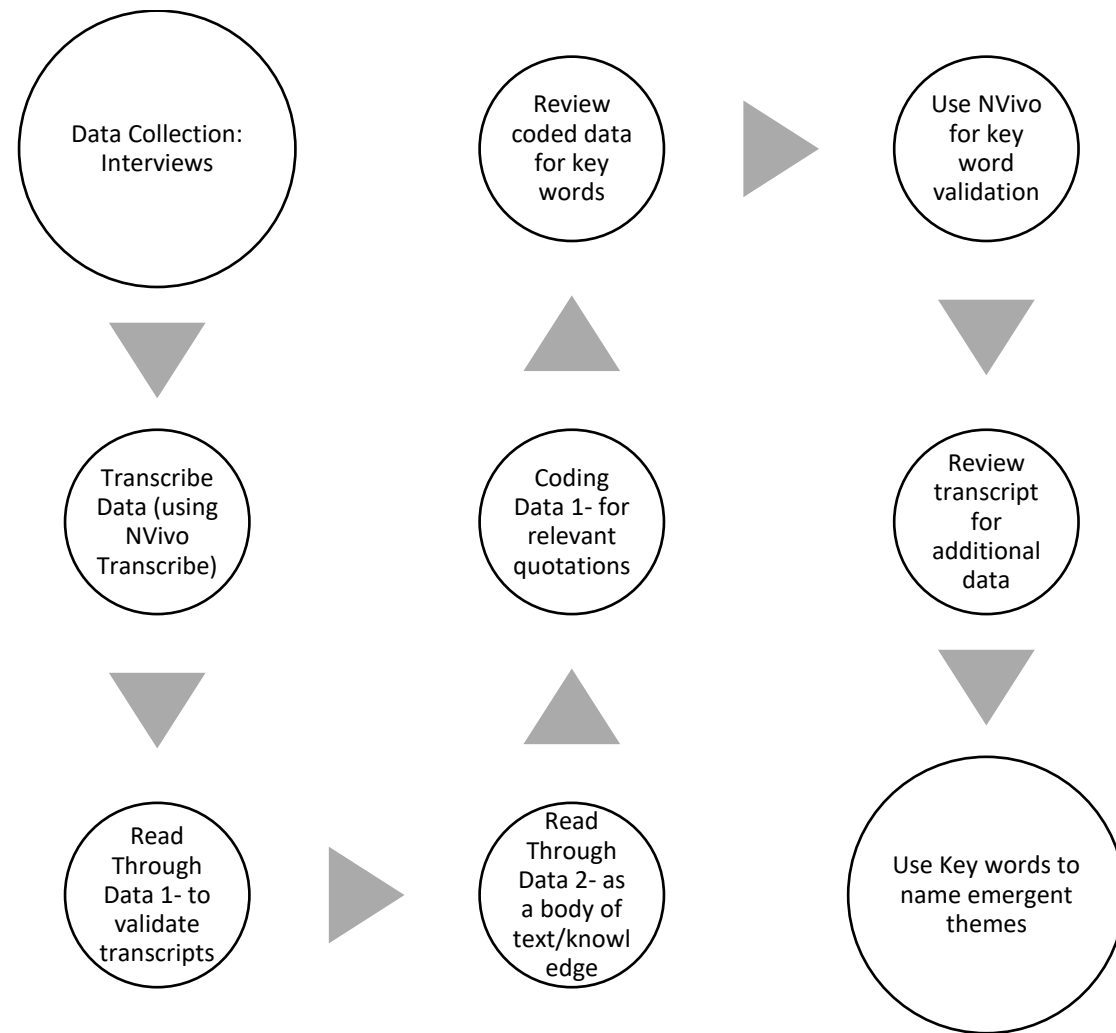 Data Collection:
Interviews
Transcribe
Data (using
NVivo
Transcribe)
Read
Through
Data 1- to
validate
transcripts
Read
Through
Data 2- as
a body of
text/knowl
edge
Coding
Data 1- for
relevant
quotations
Review
coded data
for key
words
Use NVivo
for key
word
validation
Review
transcript
for
additional
data
Use Key words to
name emergent
themes